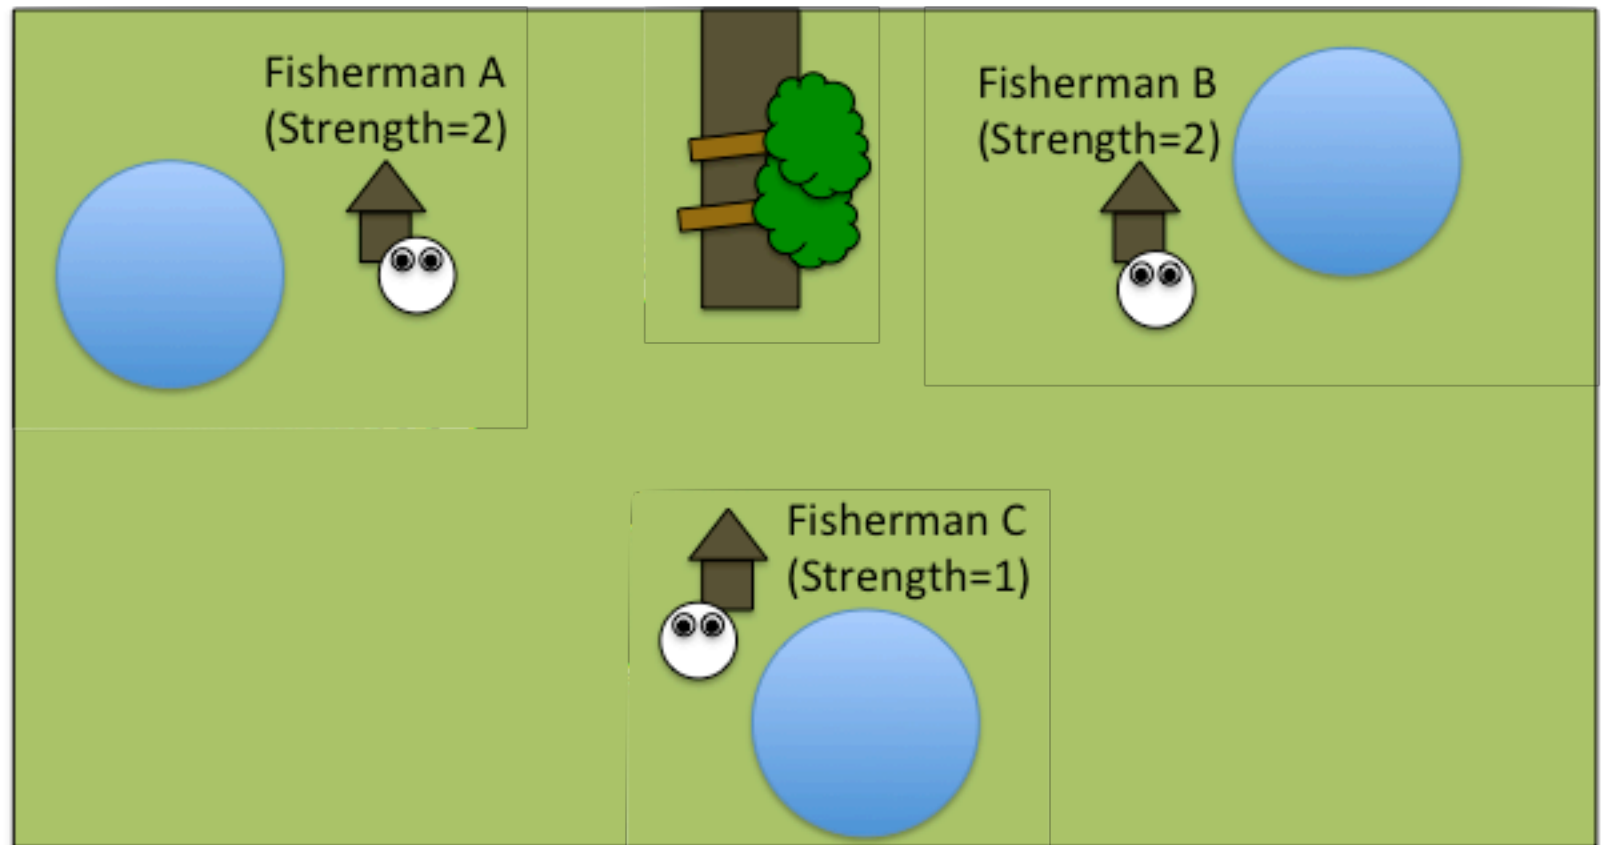 Fisherman A
(Strength=2)
Fisherman B
(Strength=2)
Fisherman C
(Strength=1)